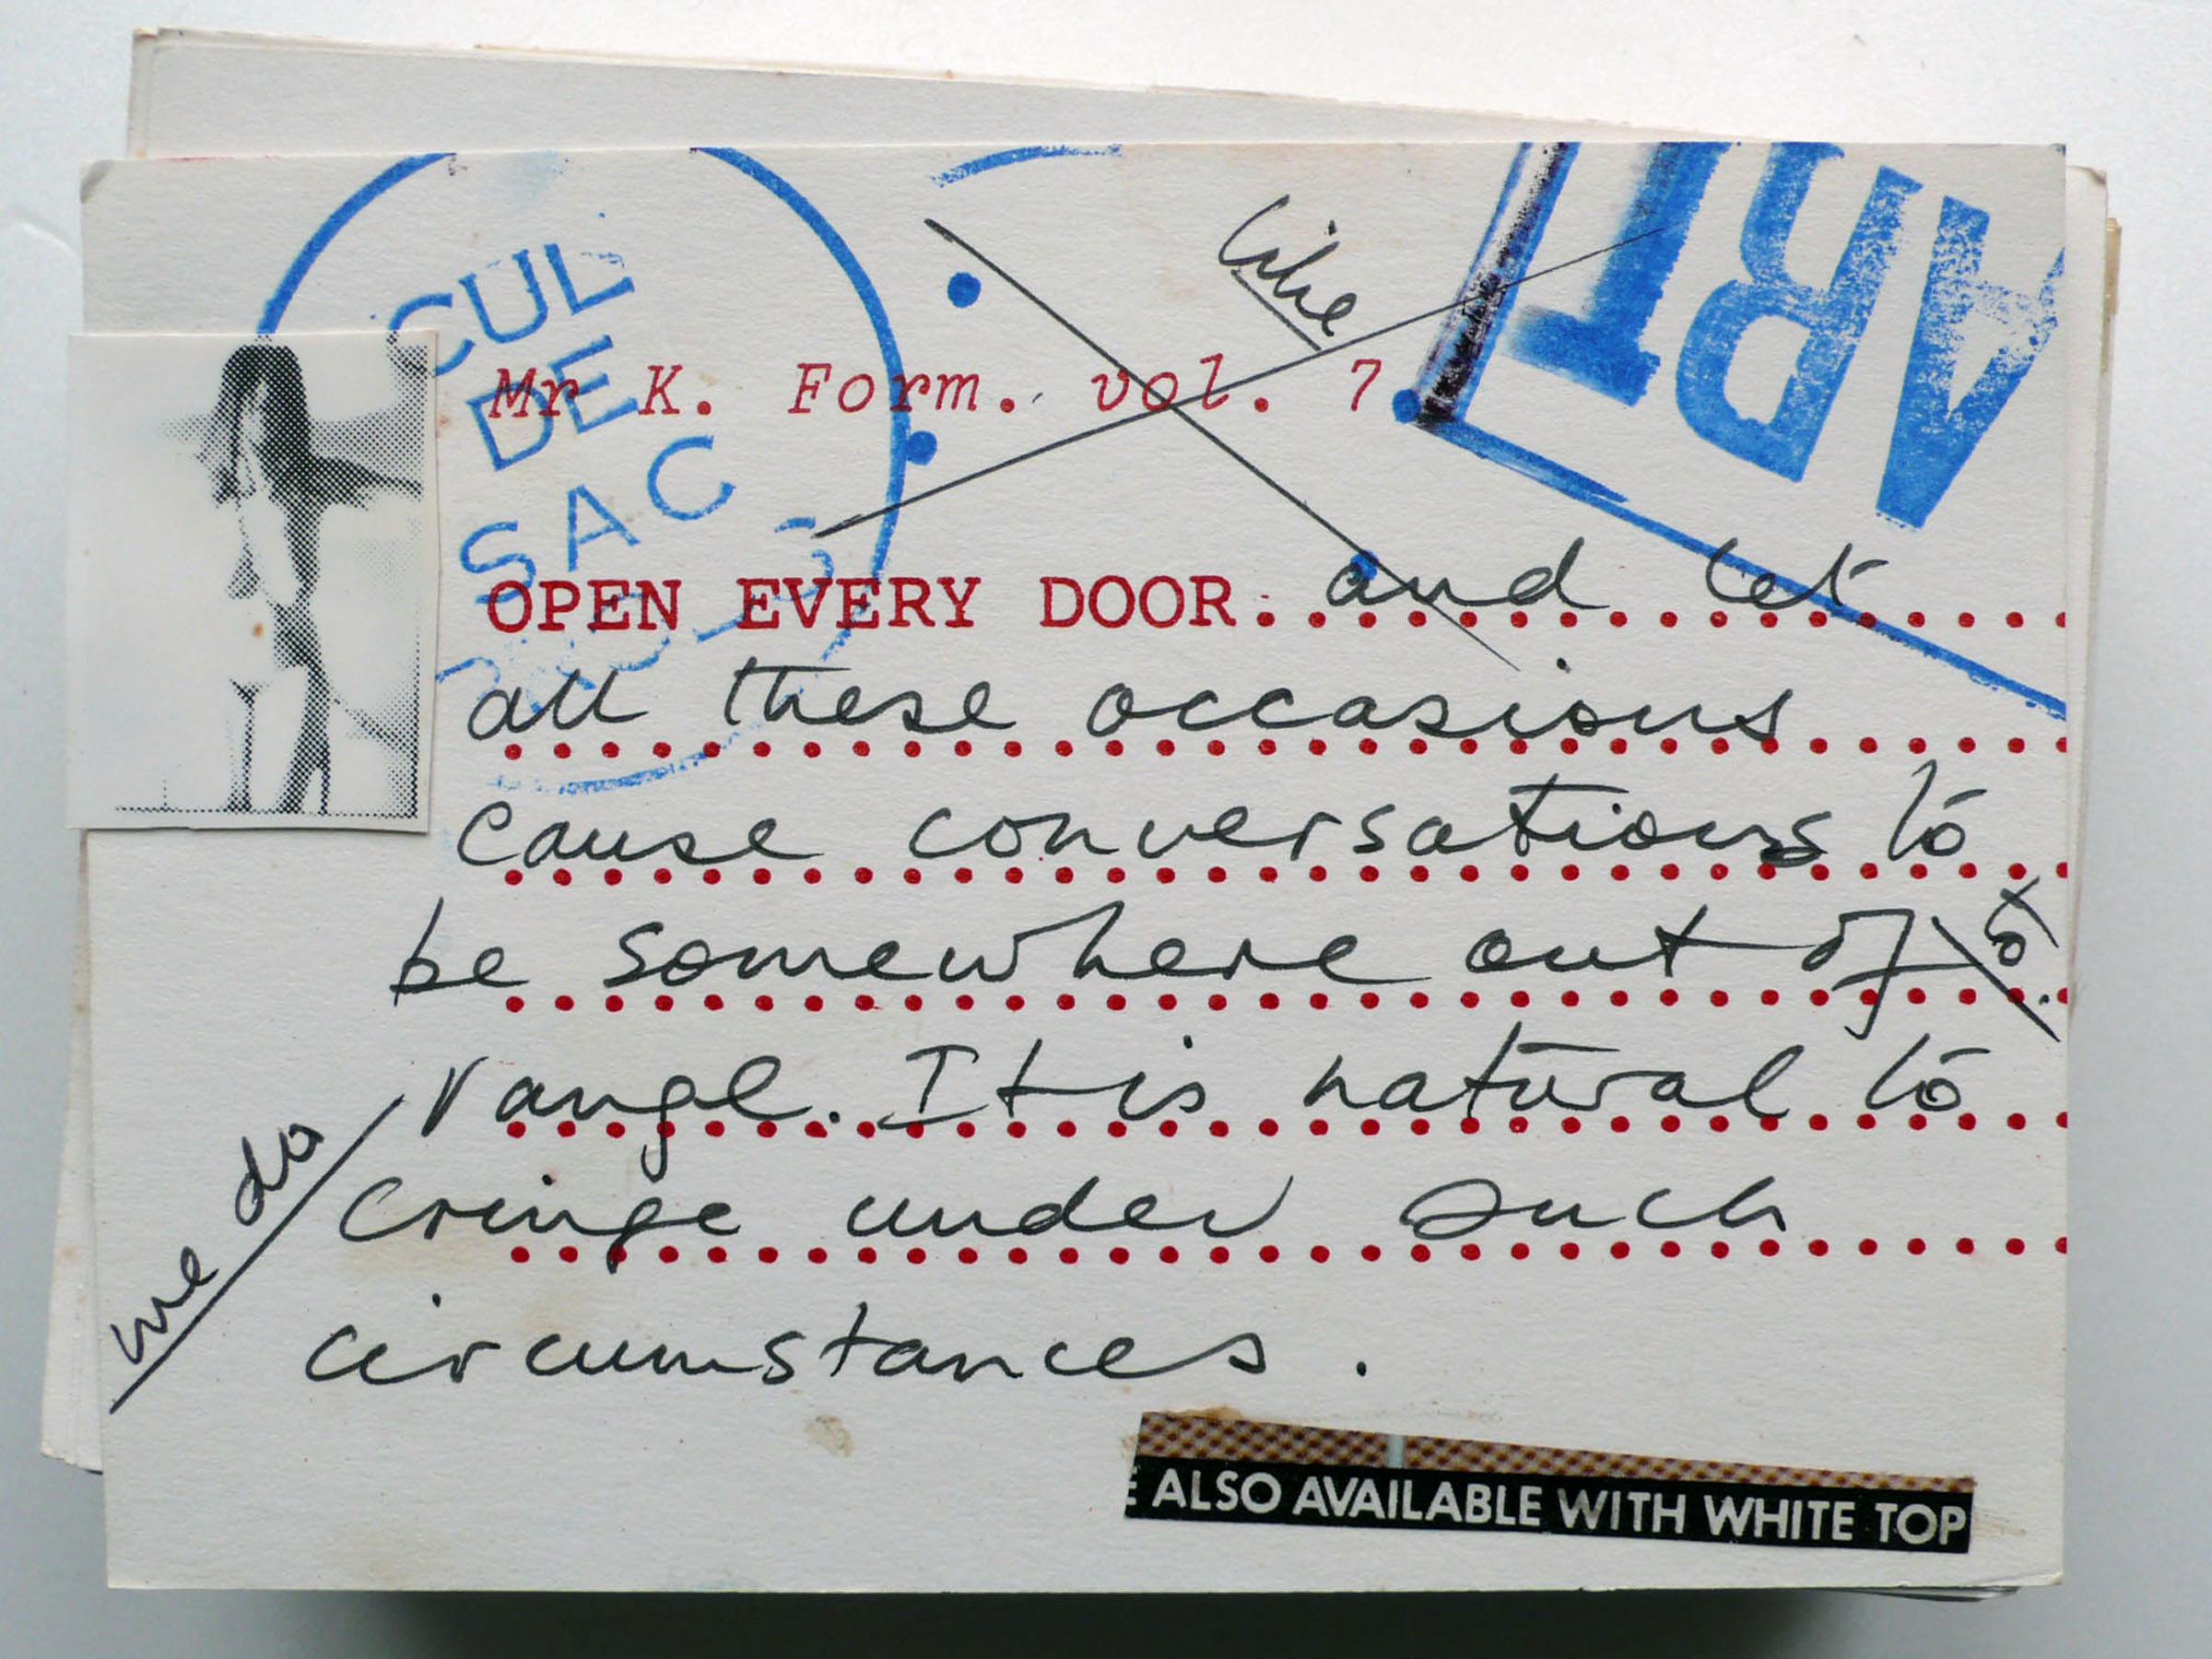 CUL
DE
SAC
ART
like
Mr K. Form. vol. 7
OPEN EVERY DOOR. and let
all these occasions
cause conversations to
be somewhere out of
range. It is natural to
we do
cringe under such
circumstances.
ALSO AVAILABLE WITH WHITE TOP